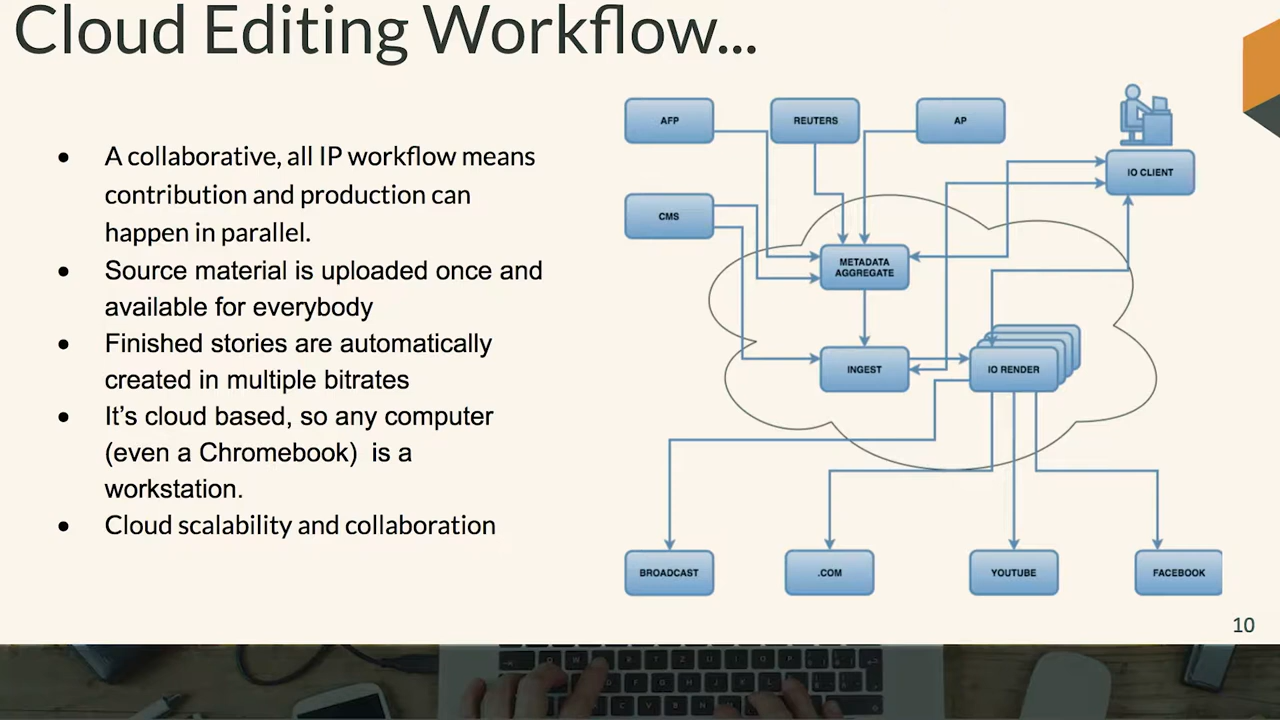 Cloud Editing Workflow...
• A collaborative, all IP workflow means
contribution and production can
happen in parallel.
• Source material is uploaded once and
available for everybody
• Finished stories are automatically
created in multiple bitrates
• It's cloud based, so any computer
(even a Chromebook) is a
workstation.
• Cloud scalability and collaboration
AFP
REUTERS
AP
IO CLIENT
CMS
METADATA
AGGREGATE
INGEST
IO RENDER
BROADCAST
.COM
YOUTUBE
FACEBOOK
10